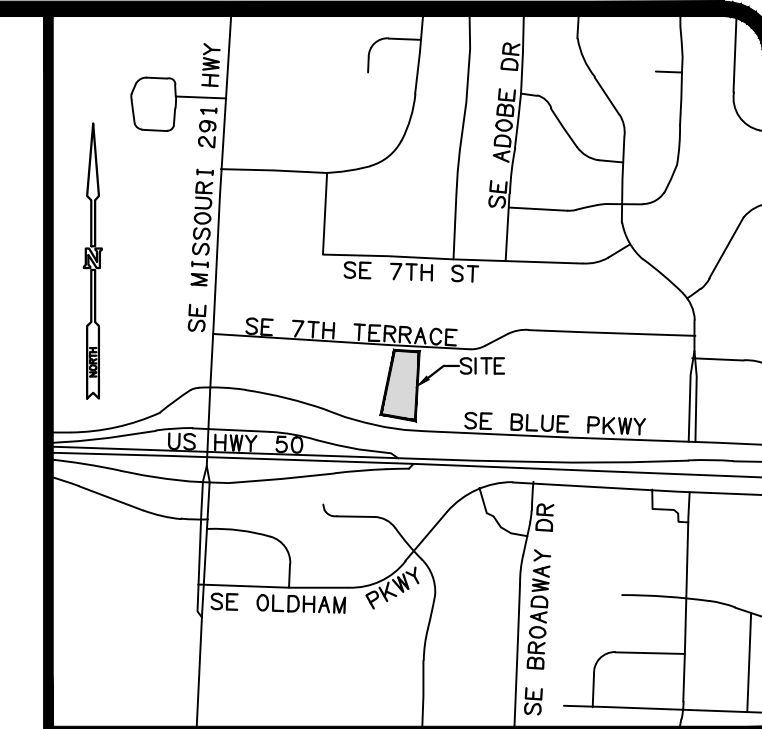 SE MISSOURI 291 HWY
SE ADOBE DR
N
NORTH
SE 7TH ST
SE 7TH TERRACE
SITE
SE BLUE PKWY
US HWY 50
SE OLDHAM PKWY
SE BROADWAY DR